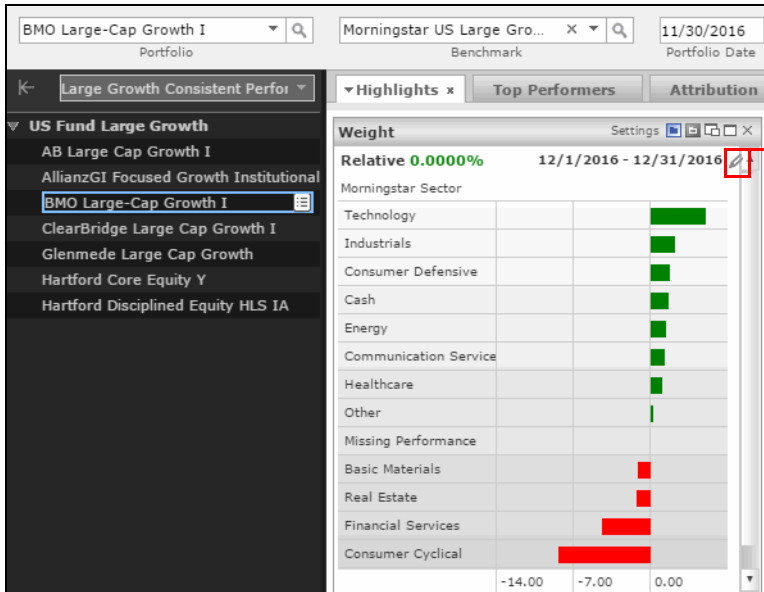 BMO Large-Cap Growth I
Morningstar US Large Gro...
11/30/2016
Portfolio
Benchmark
Portfolio Date
Large Growth Consistent Perfor
Highlights x
Top Performers
Attribution
US Fund Large Growth
AB Large Cap Growth I
AllianzGI Focused Growth Institutional
BMO Large-Cap Growth I
ClearBridge Large Cap Growth I
Glenmede Large Cap Growth
Hartford Core Equity Y
Hartford Disciplined Equity HLS IA
Weight
Settings
Relative 0.0000%
12/1/2016 - 12/31/2016
Morningstar Sector
Technology
Industrials
Consumer Defensive
Cash
Energy
Communication Service
Healthcare
Other
Missing Performance
Basic Materials
Real Estate
Financial Services
Consumer Cyclical
-14.00 -7.00 0.00